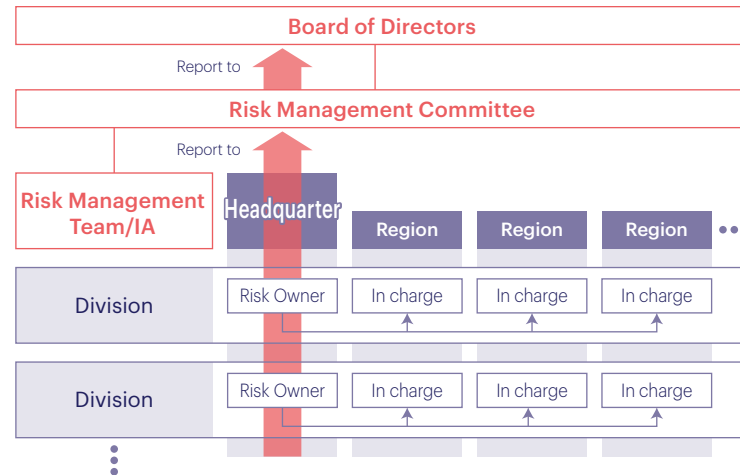 Board of Directors
Report to
Risk Management Committee
Report to
Risk Management
Team/IA
Headquarter
Region
Region
Region
Division
Risk Owner
In charge
In charge
In charge
Division
Risk Owner
In charge
In charge
In charge